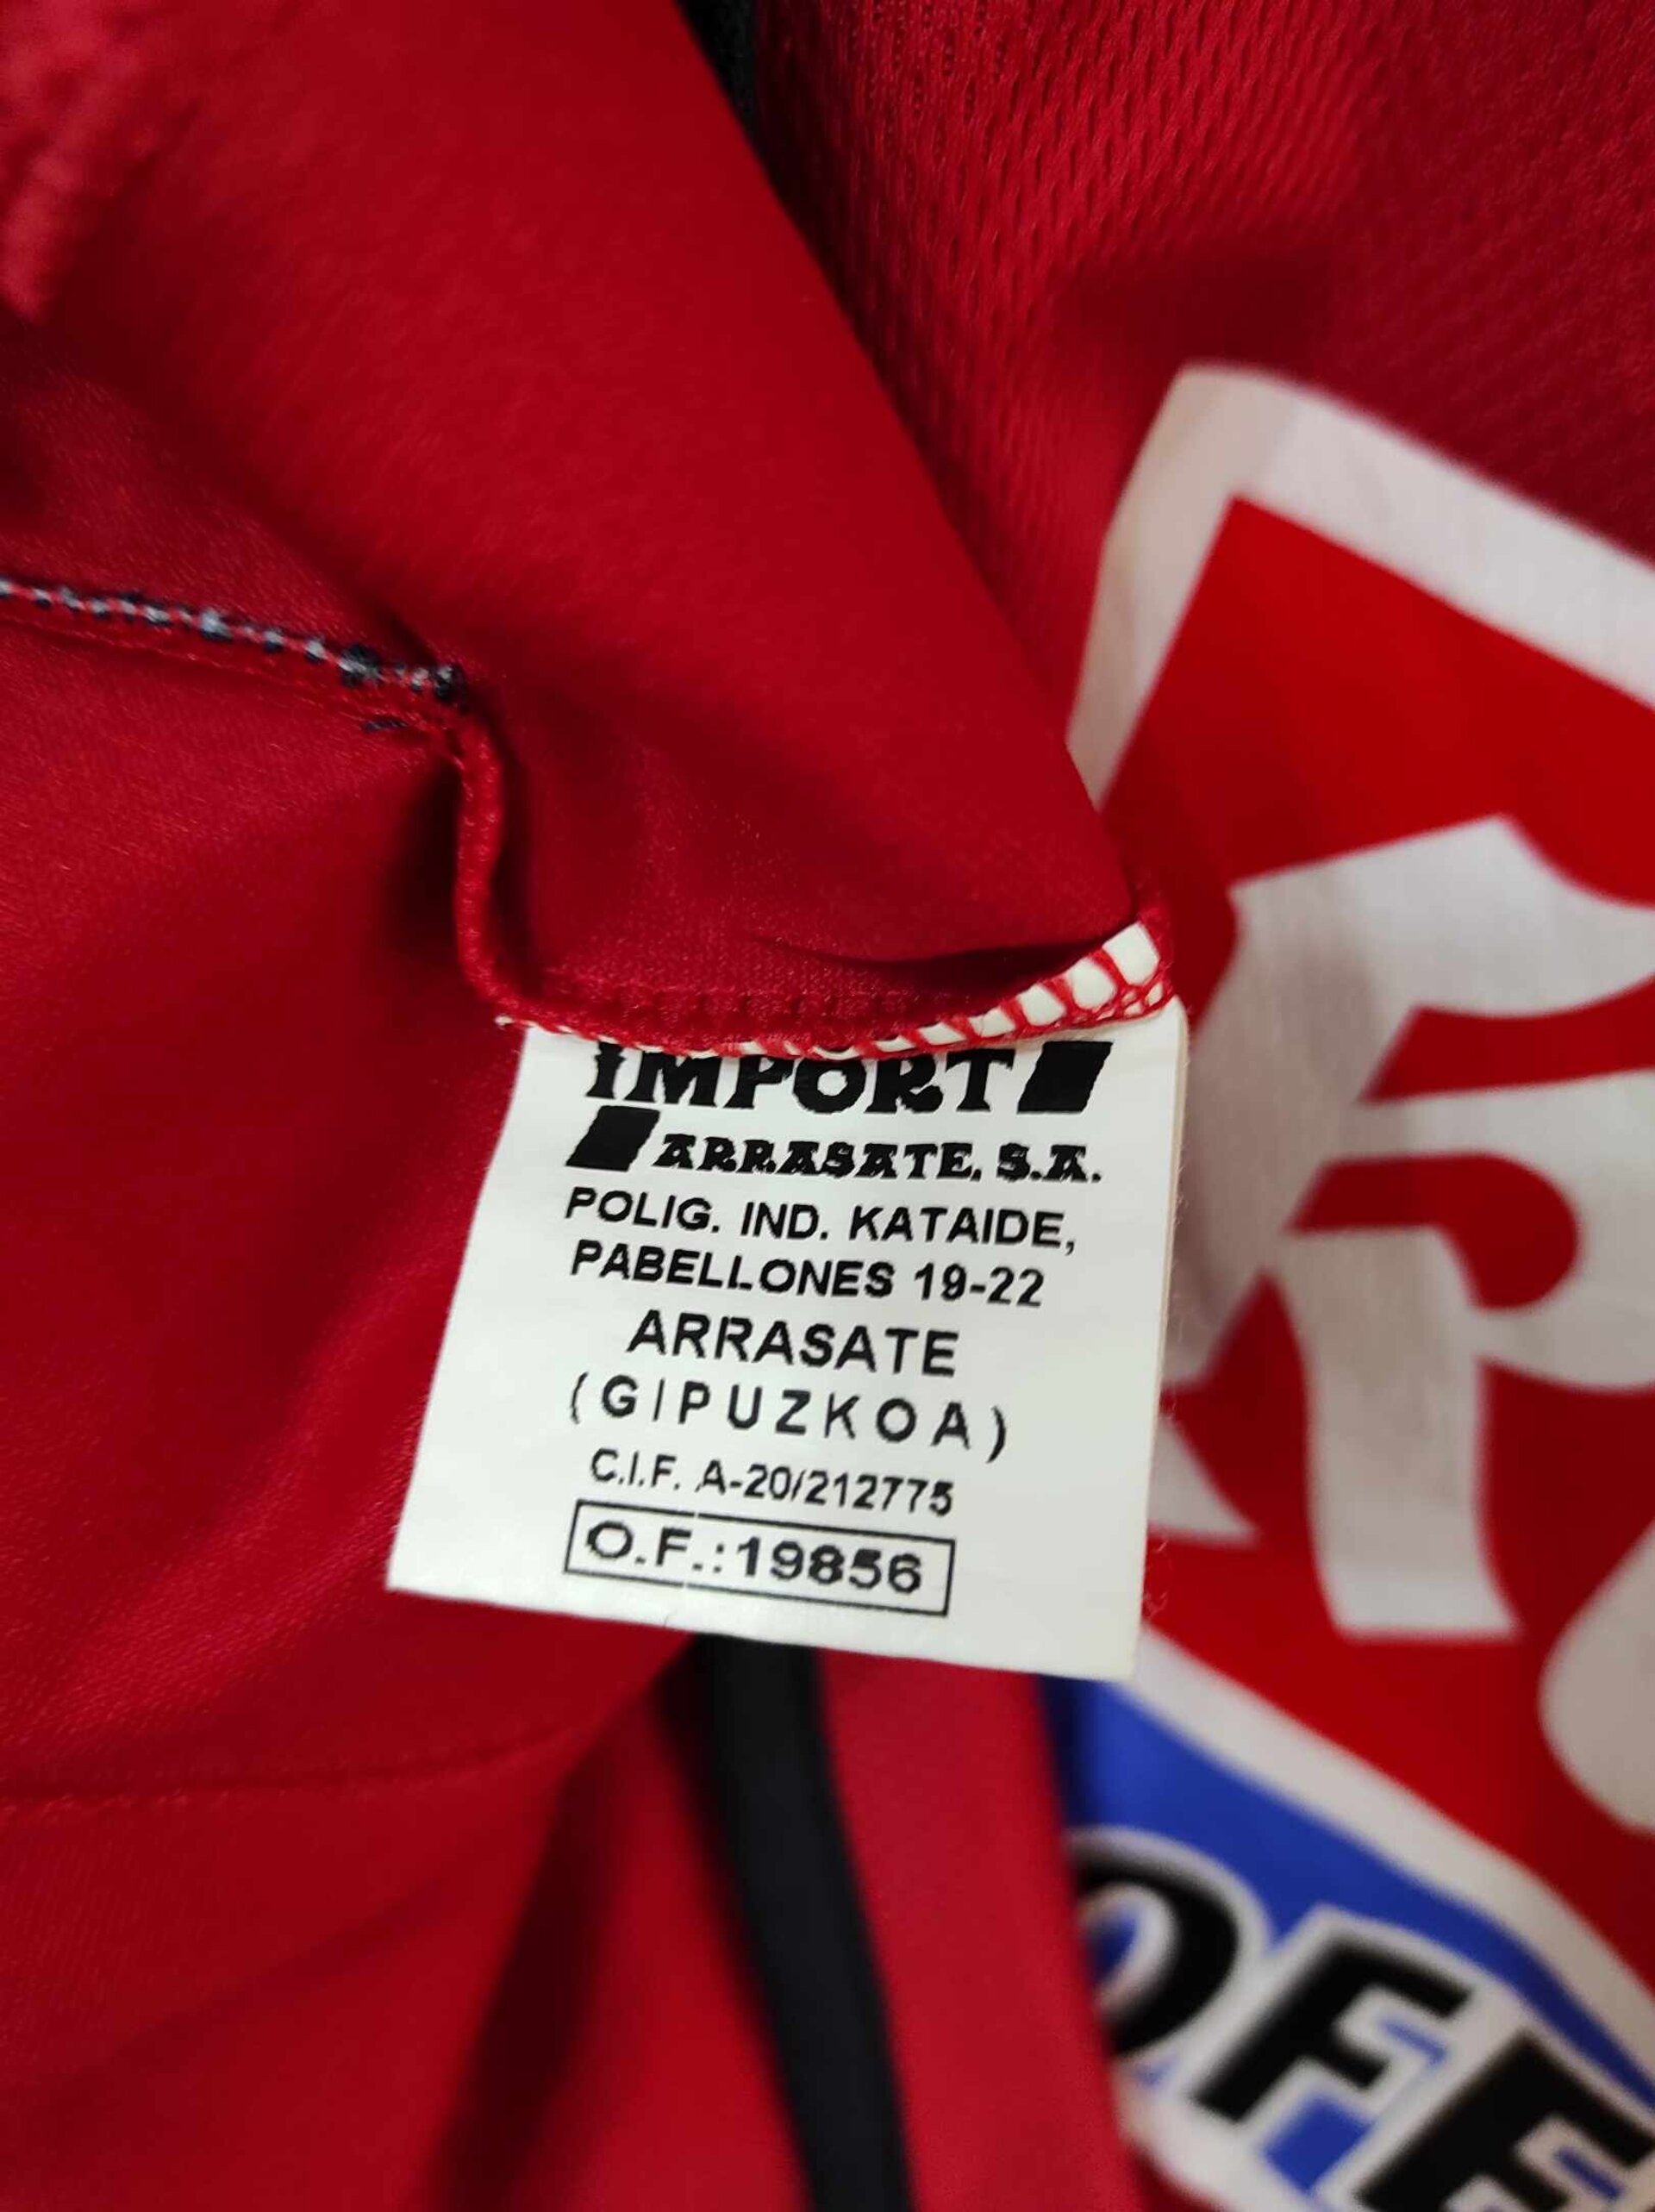 IMPORT
ARRASATE, S.A.
POLIG. IND. KATAIDE,
PABELLONES 19-22
ARRASATE
(GIPUZKOA)
C.I.F. A-20/212775
O.F.:19856